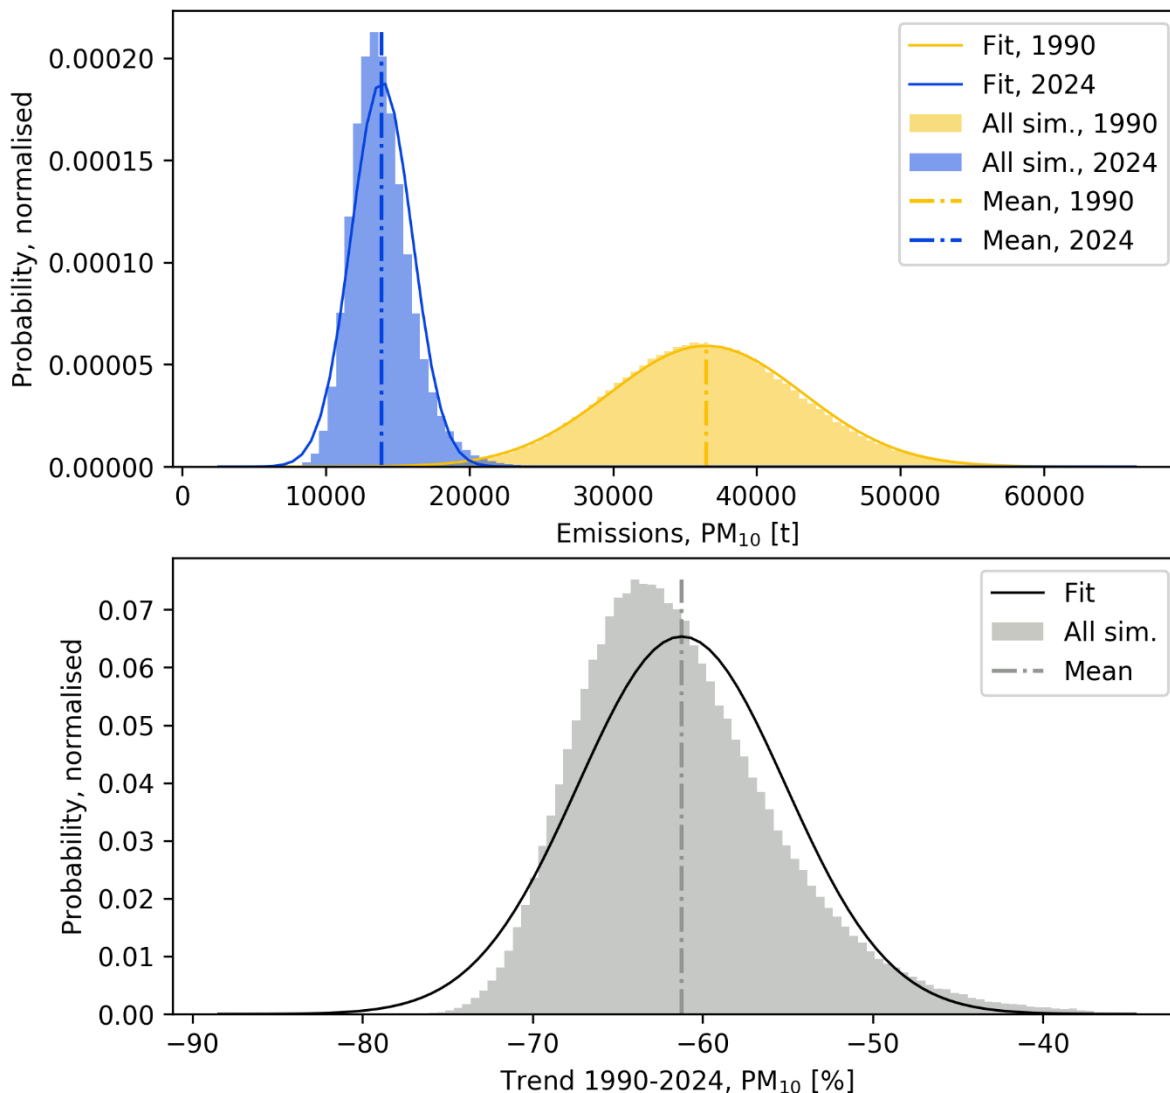 Probability, normalised
0.00020
0.00015
0.00010
0.00005
0.00000
Fit, 1990
Fit, 2024
All sim., 1990
All sim., 2024
Mean, 1990
Mean, 2024
0 10000 20000 30000 40000 50000 60000
Emissions, PM₁₀ [t]
Probability, normalised
0.07
0.06
0.05
0.04
0.03
0.02
0.01
0.00
Fit
All sim.
Mean
−90 −80 −70 −60 −50 −40
Trend 1990-2024, PM₁₀ [%]